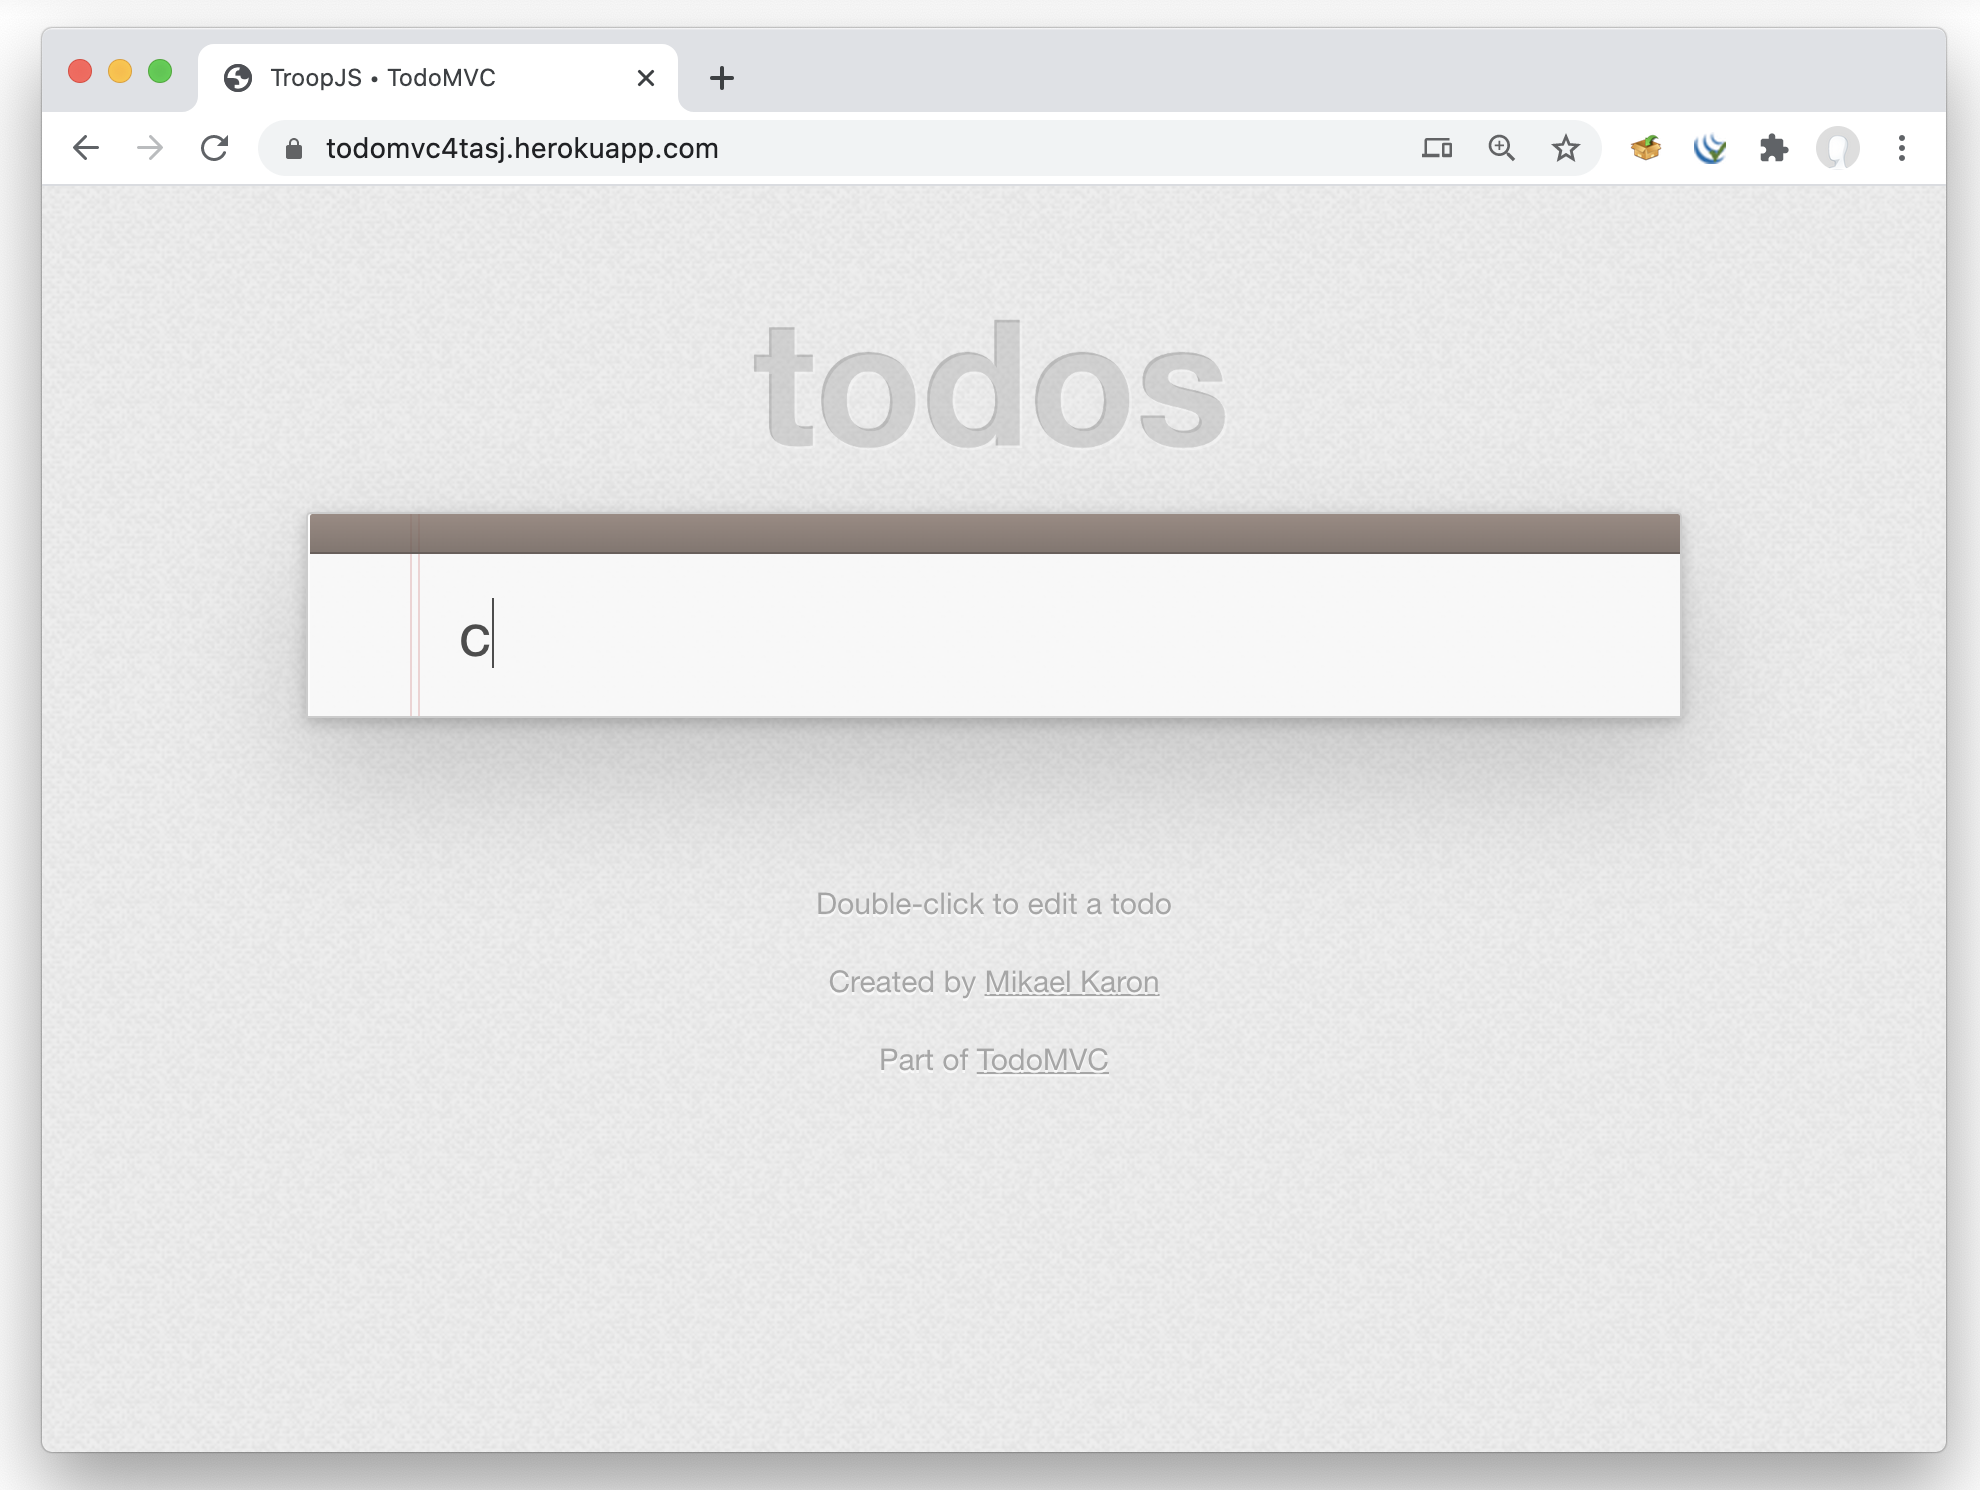 TroopJS • TodoMVC
todomvc4tasj.herokuapp.com
todos
c
Double-click to edit a todo
Created by Mikael Karon
Part of TodoMVC